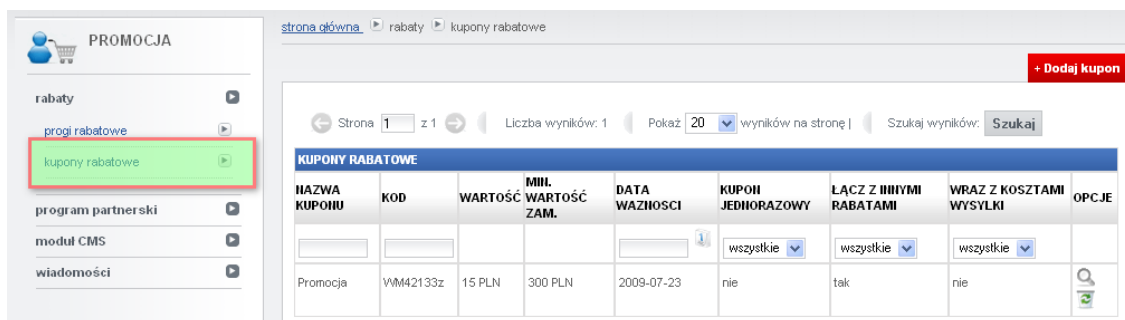 PROMOCJA
rabaty
progi rabatowe
kupony rabatowe
program partnerski
moduł CMS
wiadomości
strona główna rabaty kupony rabatowe
+ Dodaj kupon
Strona 1 z 1 Liczba wyników: 1 Pokaż 20 wyników na stronę | Szukaj wyników: Szukaj
KUPONY RABATOWE
NAZWA KUPONU KOD WARTOŚĆ MIN. WARTOŚĆ ZAM. DATA WAZNOSCI KUPON JEDNORAZOWY ŁĄCZ Z INNYMI RABATAMI WRAZ Z KOSZTAMI WYSYLKI OPCJE
wszystkie wszystkie wszystkie
Promocja WM42133z 15 PLN 300 PLN 2009-07-23 nie tak nie